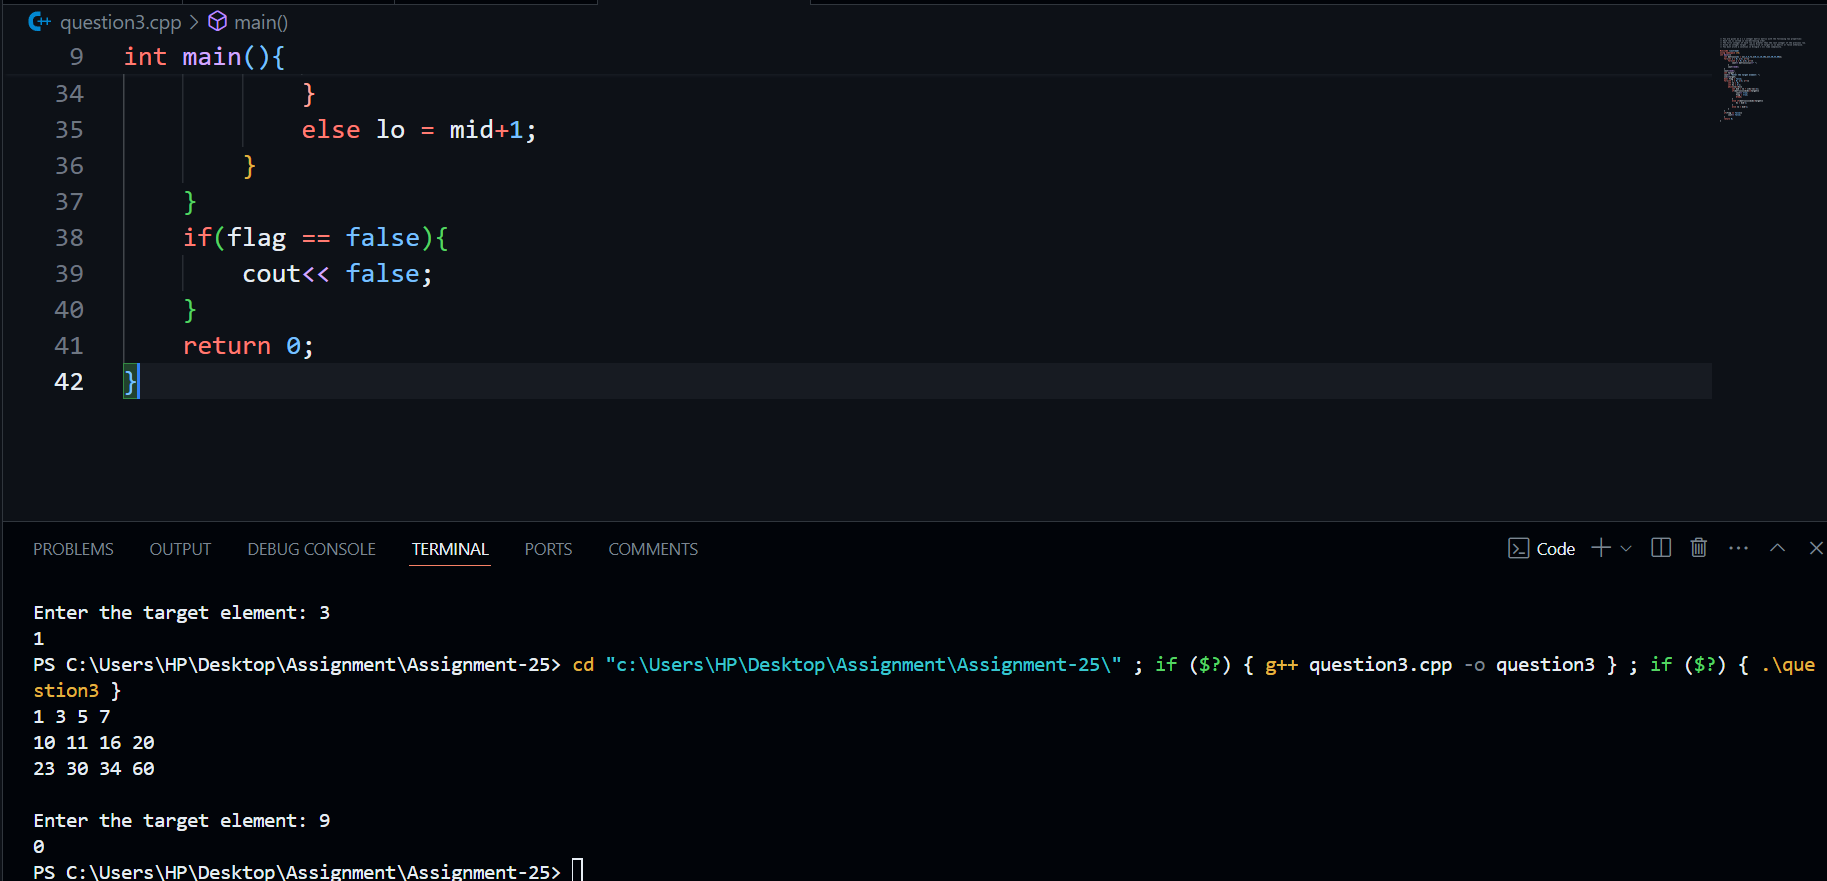 question3.cpp > main()
9 int main(){
34 }
35 else lo = mid+1;
36 }
37 }
38 if(flag == false){
39 cout<< false;
40 }
41 return 0;
42 }
PROBLEMS OUTPUT DEBUG CONSOLE TERMINAL PORTS COMMENTS Code
Enter the target element: 3
1
PS C:\Users\HP\Desktop\Assignment\Assignment-25> cd "c:\Users\HP\Desktop\Assignment\Assignment-25\" ; if ($?) { g++ question3.cpp -o question3 } ; if ($?) { .\que
stion3 }
1 3 5 7
10 11 16 20
23 30 34 60
Enter the target element: 9
0
PS C:\Users\HP\Desktop\Assignment\Assignment-25>